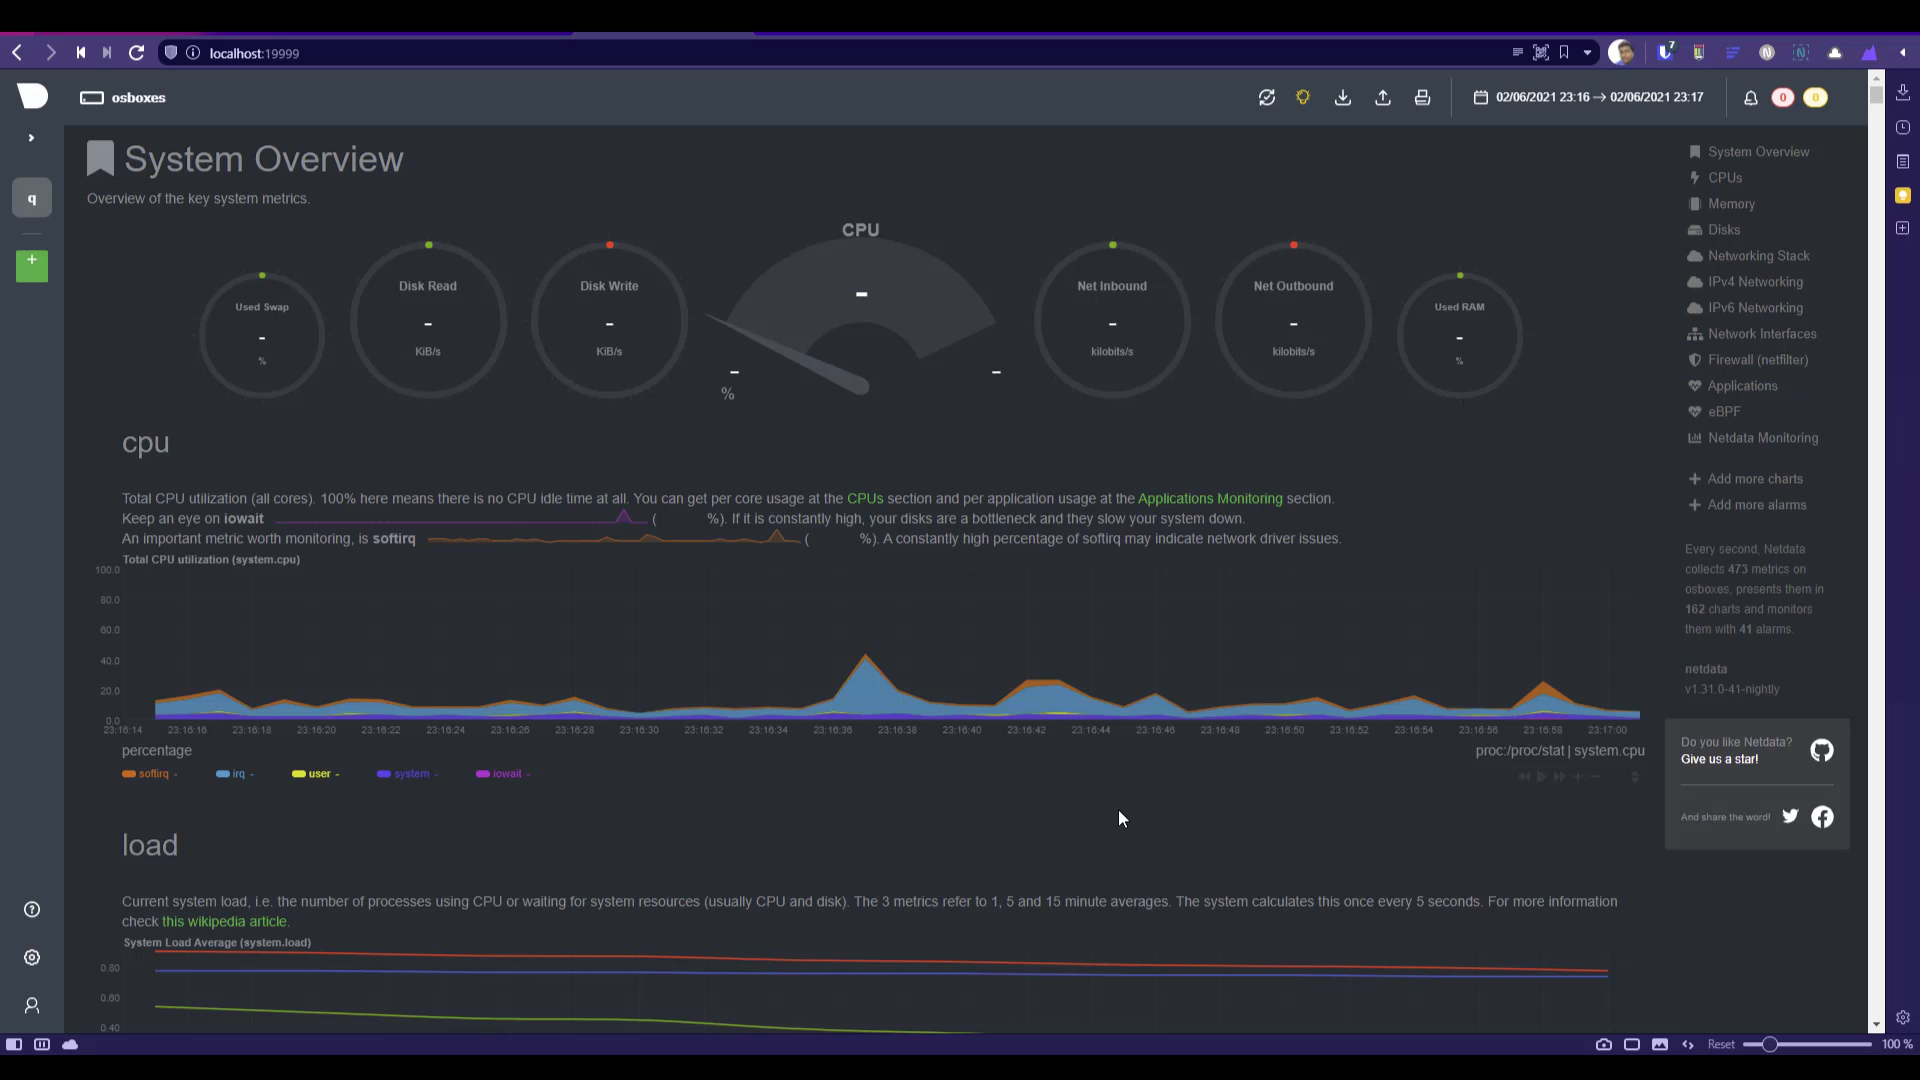 localhost:19999
7
osboxes
02/06/2021 23:16 → 02/06/2021 23:17
0
0
q
+
System Overview
Overview of the key system metrics.
Used Swap
-
%
Disk Read
-
KiB/s
Disk Write
-
KiB/s
CPU
-
-
-
%
Net Inbound
-
kilobits/s
Net Outbound
-
kilobits/s
Used RAM
-
%
cpu
Total CPU utilization (all cores). 100% here means there is no CPU idle time at all. You can get per core usage at the CPUs section and per application usage at the Applications Monitoring section.
Keep an eye on iowait ( %). If it is constantly high, your disks are a bottleneck and they slow your system down.
An important metric worth monitoring, is softirq ( %). A constantly high percentage of softirq may indicate network driver issues.
Total CPU utilization (system.cpu)
100.0
80.0
60.0
40.0
20.0
0.0
23:16:14 23:16:16 23:16:18 23:16:20 23:16:22 23:16:24 23:16:26 23:16:28 23:16:30 23:16:32 23:16:34 23:16:36 23:16:38 23:16:40 23:16:42 23:16:44 23:16:46 23:16:48 23:16:50 23:16:52 23:16:54 23:16:56 23:16:58 23:17:00
percentage
proc:/proc/stat | system.cpu
softirq - irq - user - system - iowait -
load
Current system load, i.e. the number of processes using CPU or waiting for system resources (usually CPU and disk). The 3 metrics refer to 1, 5 and 15 minute averages. The system calculates this once every 5 seconds. For more information
check this wikipedia article.
System Load Average (system.load)
0.80
0.60
0.40
System Overview
CPUs
Memory
Disks
Networking Stack
IPv4 Networking
IPv6 Networking
Network Interfaces
Firewall (netfilter)
Applications
eBPF
Netdata Monitoring
Add more charts
Add more alarms
Every second, Netdata
collects 473 metrics on
osboxes, presents them in
162 charts and monitors
them with 41 alarms.
netdata
v1.31.0-41-nightly
Do you like Netdata?
Give us a star!
And share the word!
Reset
100 %